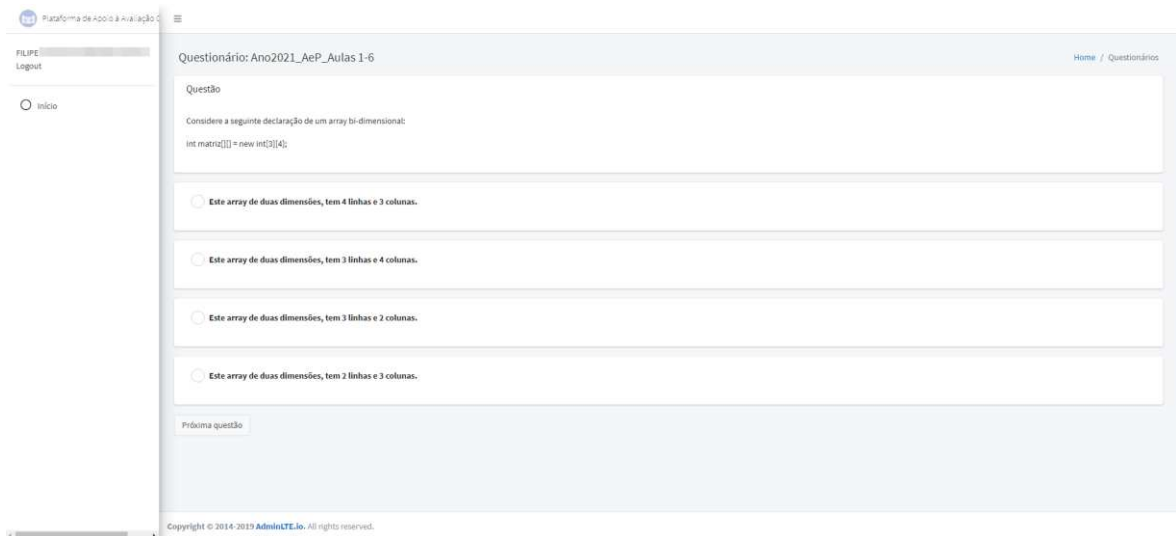 Plataforma de Apoio à Avaliação
FILIPE
Logout
Início
Questionário: Ano2021_AeP_Aulas 1-6
Home / Questionários
Questão
Considere a seguinte declaração de um array bi-dimensional:
int matriz[][] = new int[3][4];
Este array de duas dimensões, tem 4 linhas e 3 colunas.
Este array de duas dimensões, tem 3 linhas e 4 colunas.
Este array de duas dimensões, tem 3 linhas e 2 colunas.
Este array de duas dimensões, tem 2 linhas e 3 colunas.
Próxima questão
Copyright © 2014-2019 AdminLTE.io. All rights reserved.